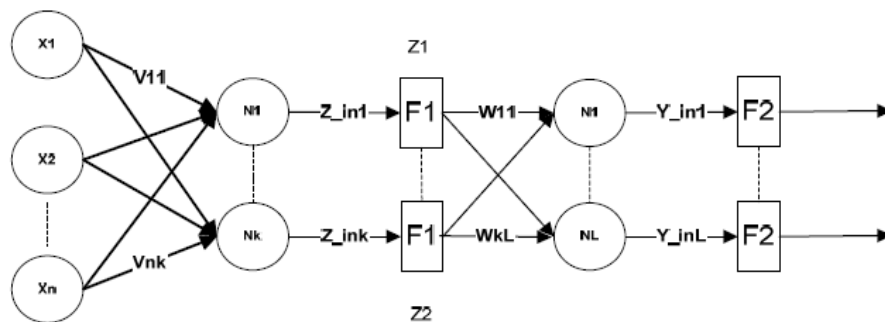 Z1
X1
V11
N1
Z_in1
F1
W11
N1
Y_in1
F2
X2
Nk
Z_ink
F1
WkL
NL
Y_inL
F2
Vnk
Xn
Z2